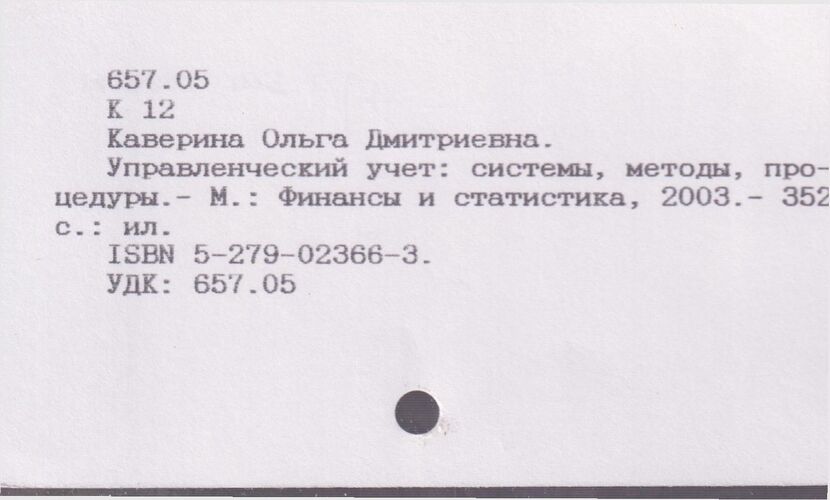 657.05
К 12
Каверина Ольга Дмитриевна.
Управленческий учет: системы, методы, про-
цедуры.- М.: Финансы и статистика, 2003.- 352
с.: ил.
ISBN 5-279-02366-3.
УДК: 657.05